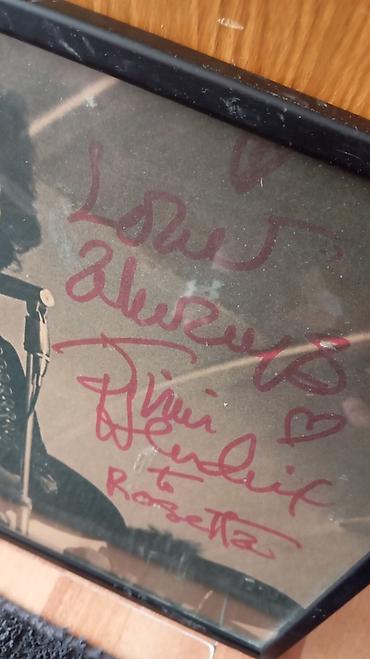 Love
always
Jimi
Hendrix
to
Rosetta